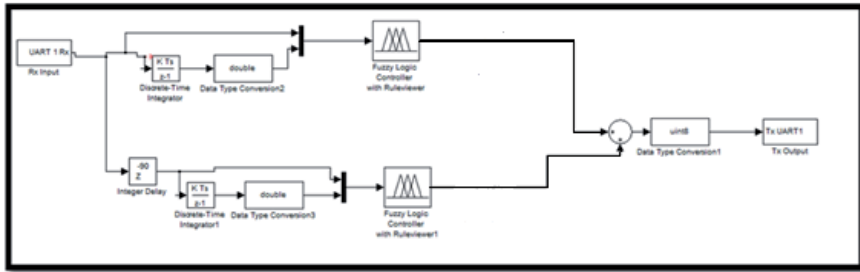 UART 1 Rx
Rx Input
K Ts
z-1
Discrete-Time
Integrator
double
Data Type Conversion2
Fuzzy Logic
Controller
with Ruleviewer
uint8
Data Type Conversion1
Tx UART1
Tx Output
-90
Z
Integer Delay
K Ts
z-1
Discrete-Time
Integrator1
double
Data Type Conversion3
Fuzzy Logic
Controller
with Ruleviewer1